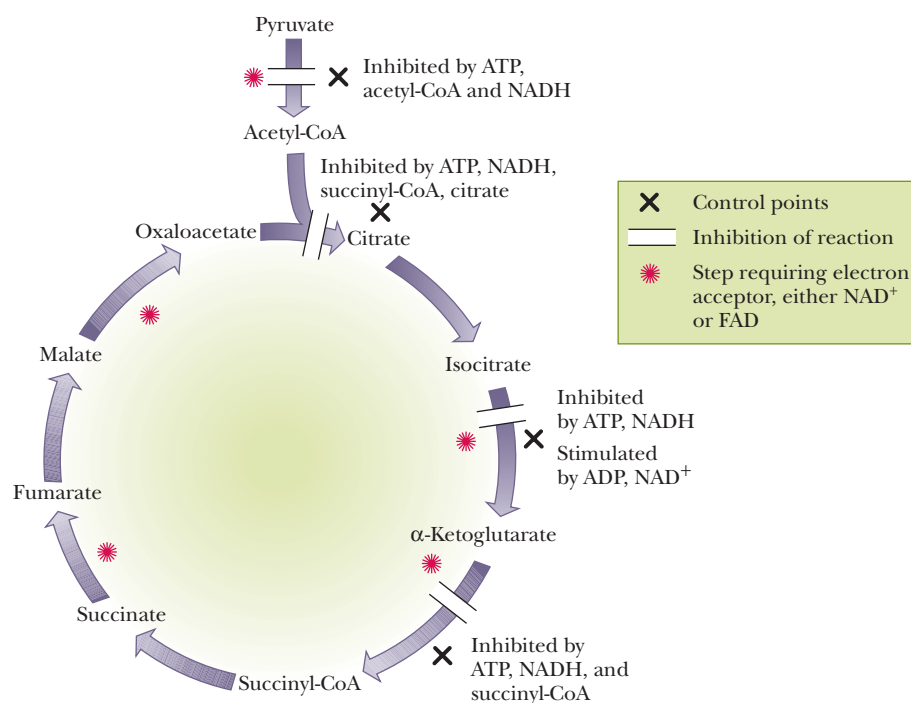 Pyruvate
Inhibited by ATP,
acetyl-CoA and NADH
Acetyl-CoA
Inhibited by ATP, NADH,
succinyl-CoA, citrate
Oxaloacetate
Citrate
Control points
Inhibition of reaction
Step requiring electron
acceptor, either NAD⁺
or FAD
Malate
Isocitrate
Inhibited
by ATP, NADH
Stimulated
by ADP, NAD⁺
Fumarate
α-Ketoglutarate
Succinate
Inhibited by
ATP, NADH, and
succinyl-CoA
Succinyl-CoA